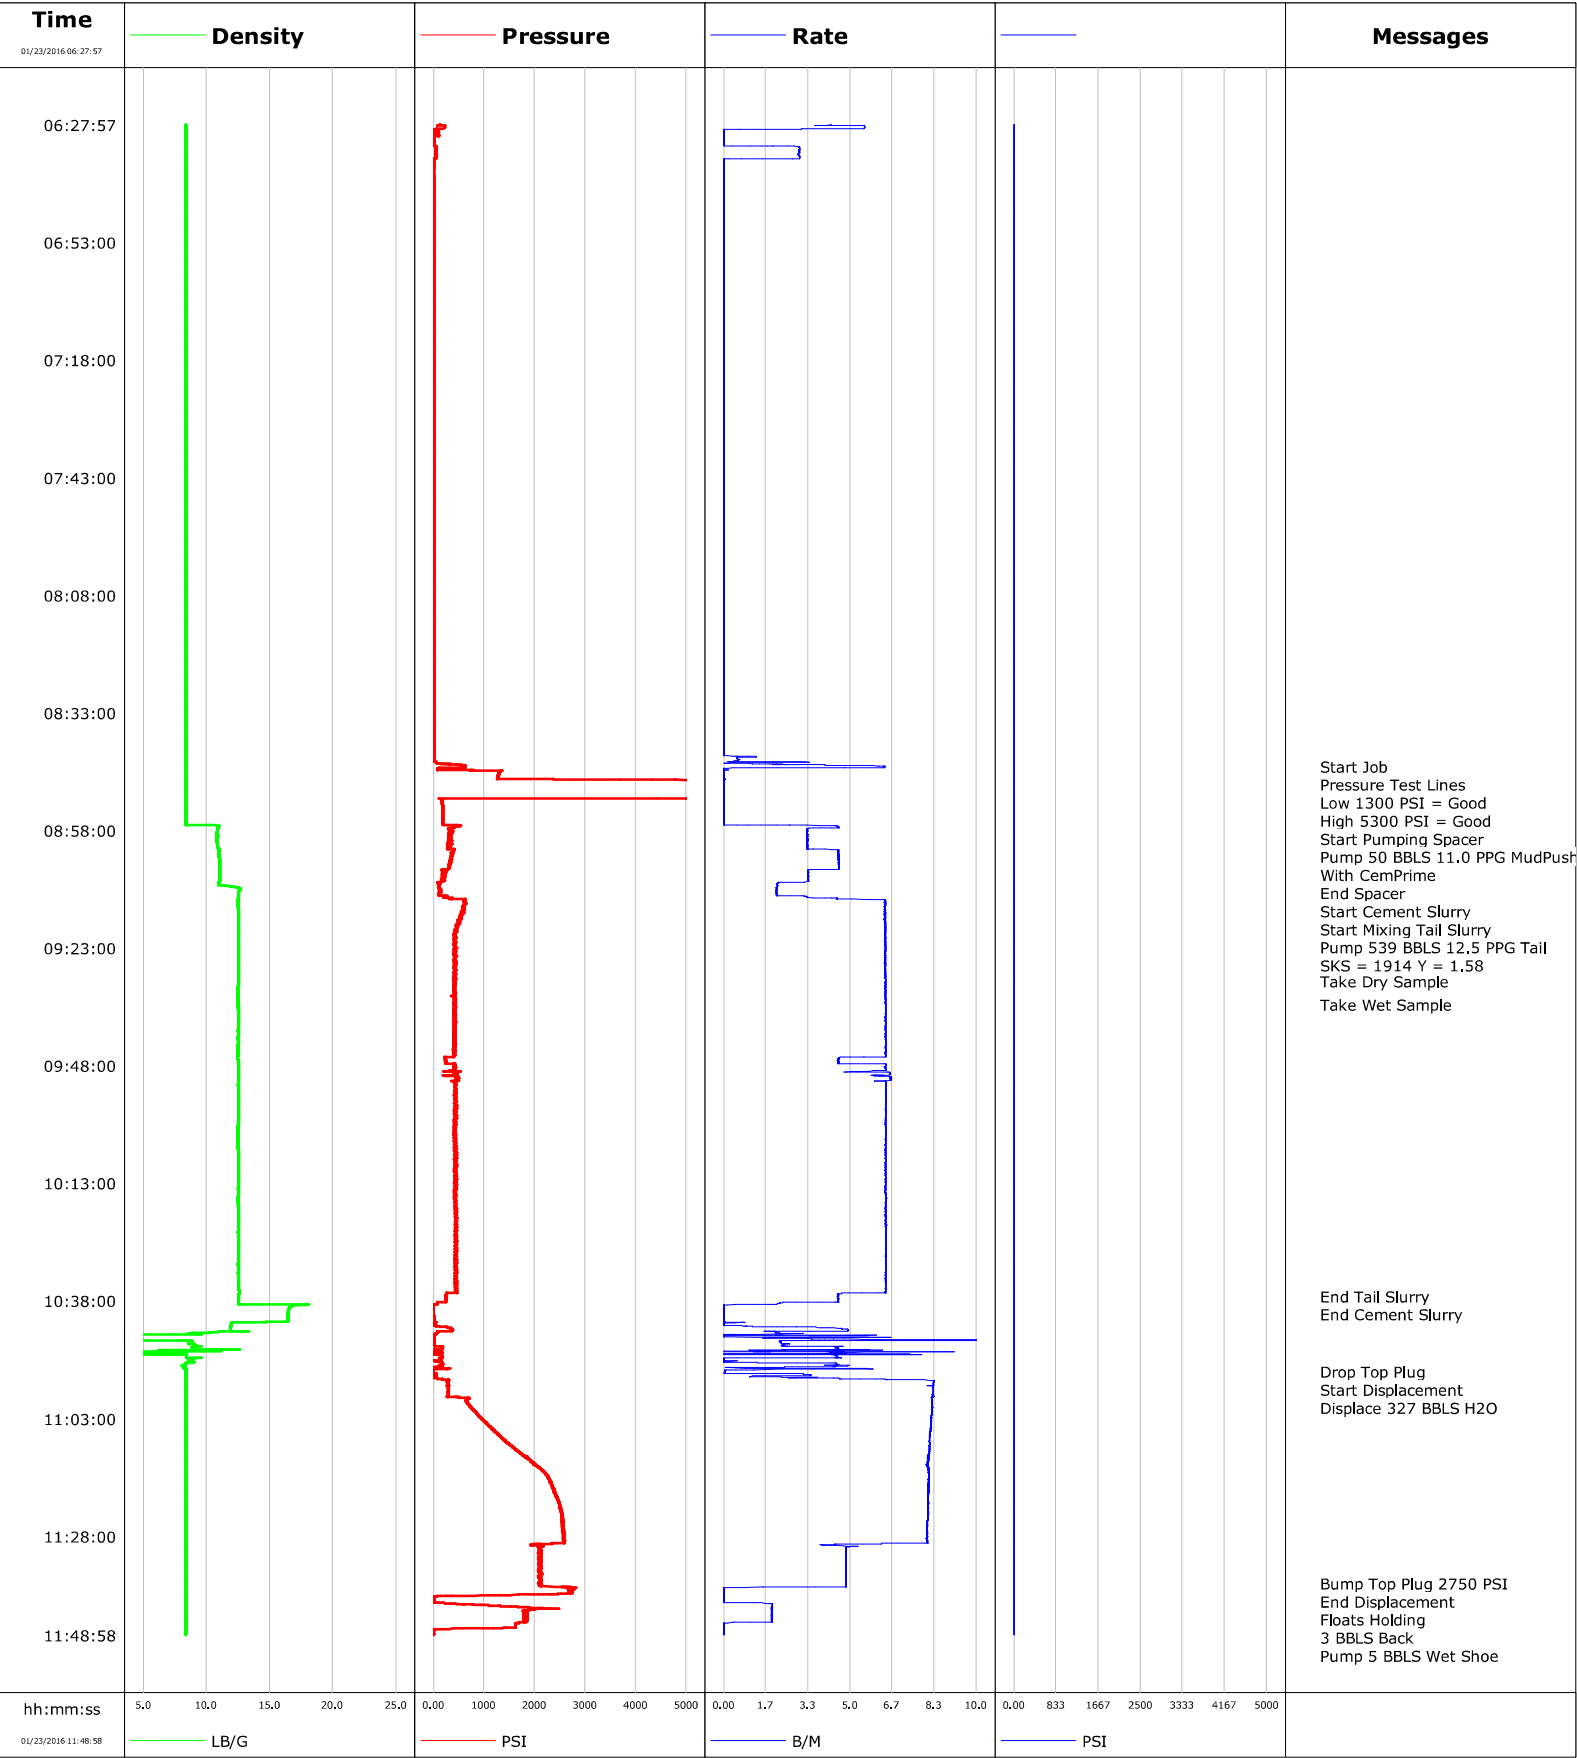 Time
01/23/2016 06:27:57
Density
Pressure
Rate
Messages
06:27:57
06:53:00
07:18:00
07:43:00
08:08:00
08:33:00
08:58:00
09:23:00
09:48:00
10:13:00
10:38:00
11:03:00
11:28:00
11:48:58
Start Job
Pressure Test Lines
Low 1300 PSI = Good
High 5300 PSI = Good
Start Pumping Spacer
Pump 50 BBLS 11.0 PPG MudPush
With CemPrime
End Spacer
Start Cement Slurry
Start Mixing Tail Slurry
Pump 539 BBLS 12.5 PPG Tail
SKS = 1914 Y = 1.58
Take Dry Sample
Take Wet Sample
End Tail Slurry
End Cement Slurry
Drop Top Plug
Start Displacement
Displace 327 BBLS H2O
Bump Top Plug 2750 PSI
End Displacement
Floats Holding
3 BBLS Back
Pump 5 BBLS Wet Shoe
hh:mm:ss
01/23/2016 11:48:58
5.0 10.0 15.0 20.0 25.0
LB/G
0.00 1000 2000 3000 4000 5000
PSI
0.00 1.7 3.3 5.0 6.7 8.3 10.0
B/M
0.00 833 1667 2500 3333 4167 5000
PSI